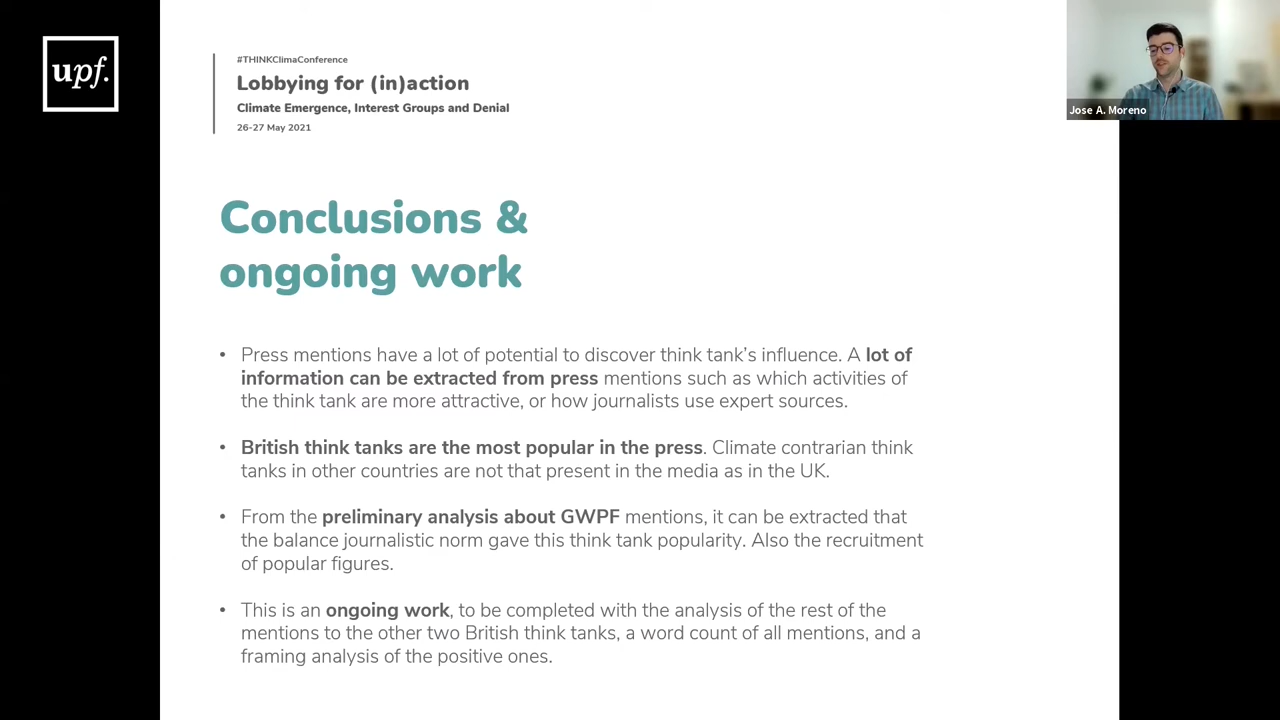 upf.
#THINKClimaConference
Lobbying for (in)action
Climate Emergence, Interest Groups and Denial
26-27 May 2021
Jose A. Moreno
Conclusions &
ongoing work
• Press mentions have a lot of potential to discover think tank’s influence. A lot of
information can be extracted from press mentions such as which activities of
the think tank are more attractive, or how journalists use expert sources.
• British think tanks are the most popular in the press. Climate contrarian think
tanks in other countries are not that present in the media as in the UK.
• From the preliminary analysis about GWPF mentions, it can be extracted that
the balance journalistic norm gave this think tank popularity. Also the recruitment
of popular figures.
• This is an ongoing work, to be completed with the analysis of the rest of the
mentions to the other two British think tanks, a word count of all mentions, and a
framing analysis of the positive ones.